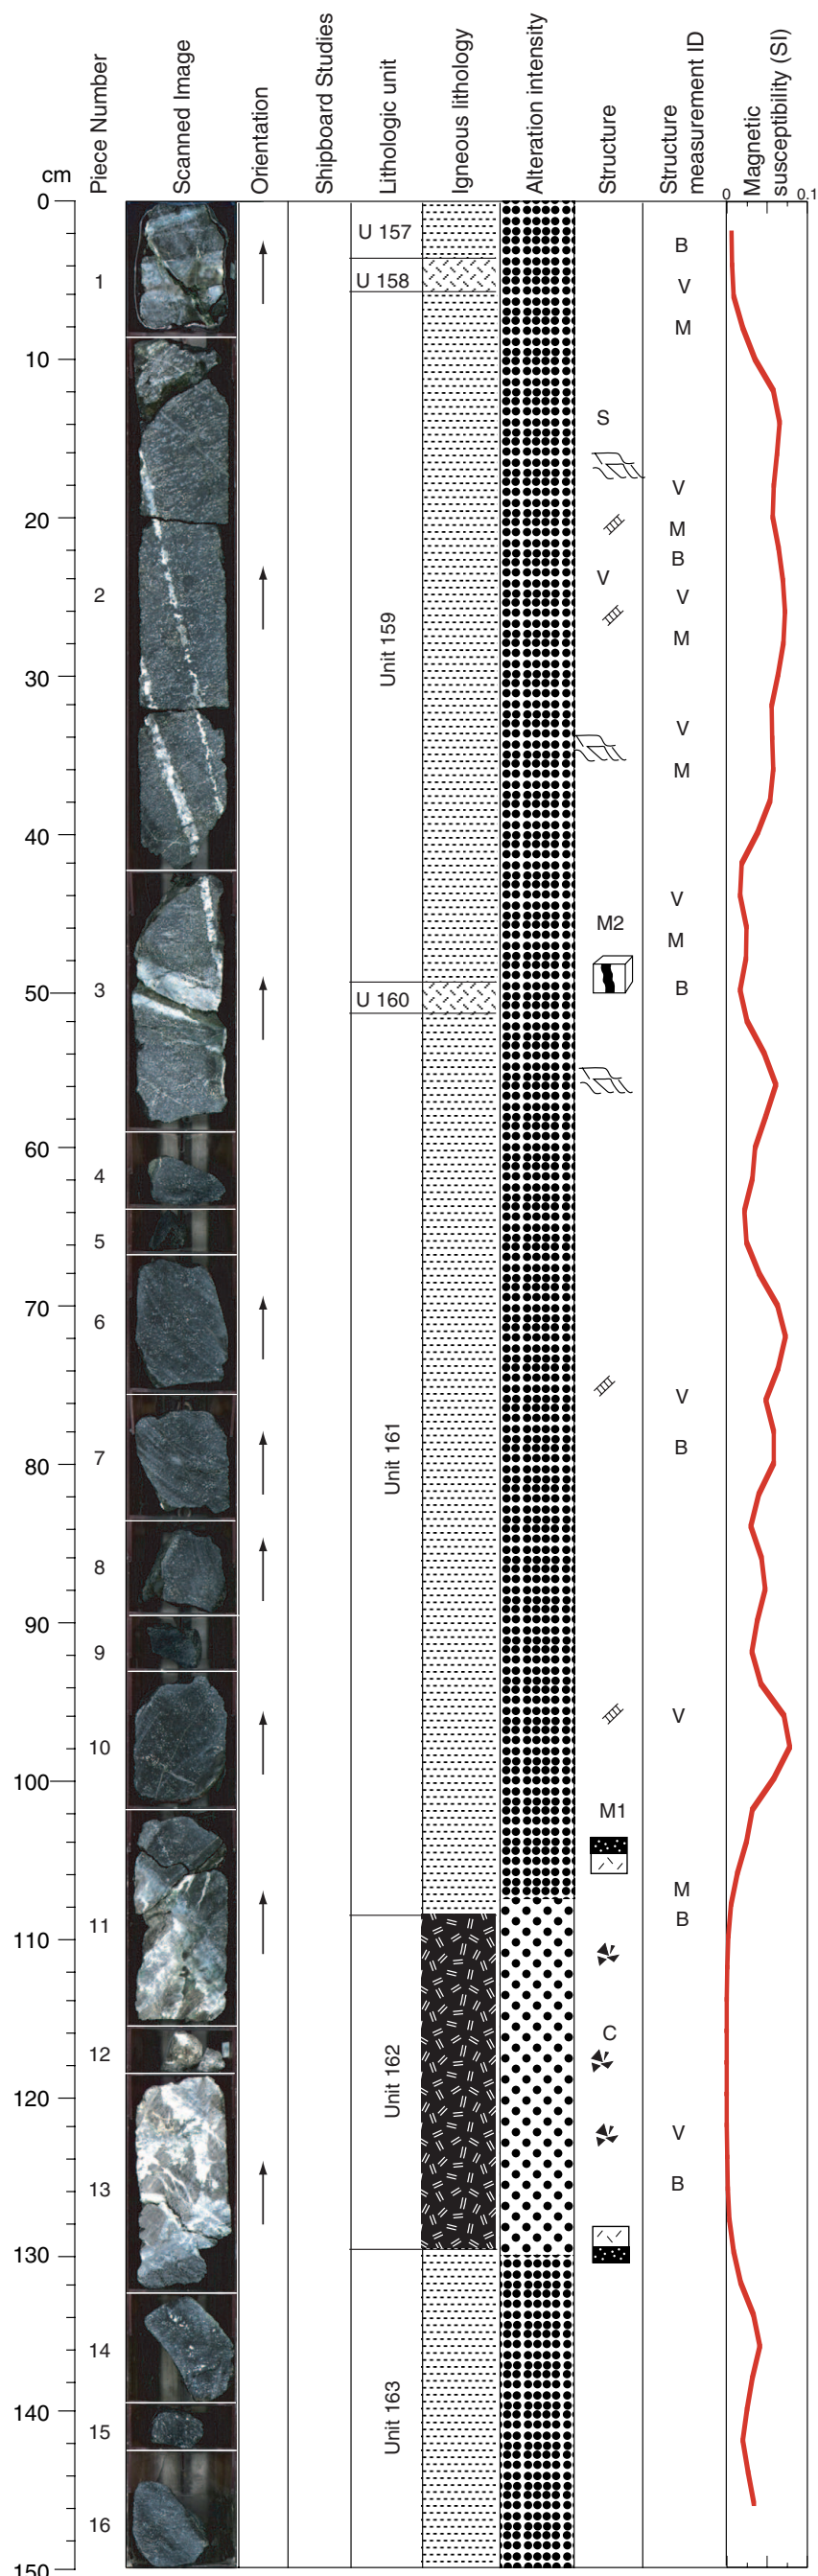 cm
Piece Number
Scanned Image
Orientation
Shipboard Studies
Lithologic unit
Igneous lithology
Alteration intensity
Structure
Structure
measurement ID
Magnetic
susceptibility (SI)
0 0.1
0
U 157
B
1
U 158
V
M
10
S
V
20
M
B
2
V
V
M
Unit 159
30
V
M
40
V
M2
M
3
50
U 160
B
60
4
5
70
6
V
7
Unit 161
B
80
8
90
9
V
10
100
M1
M
11
B
110
C
12
Unit 162
120
V
13
B
130
14
140
Unit 163
15
16
150